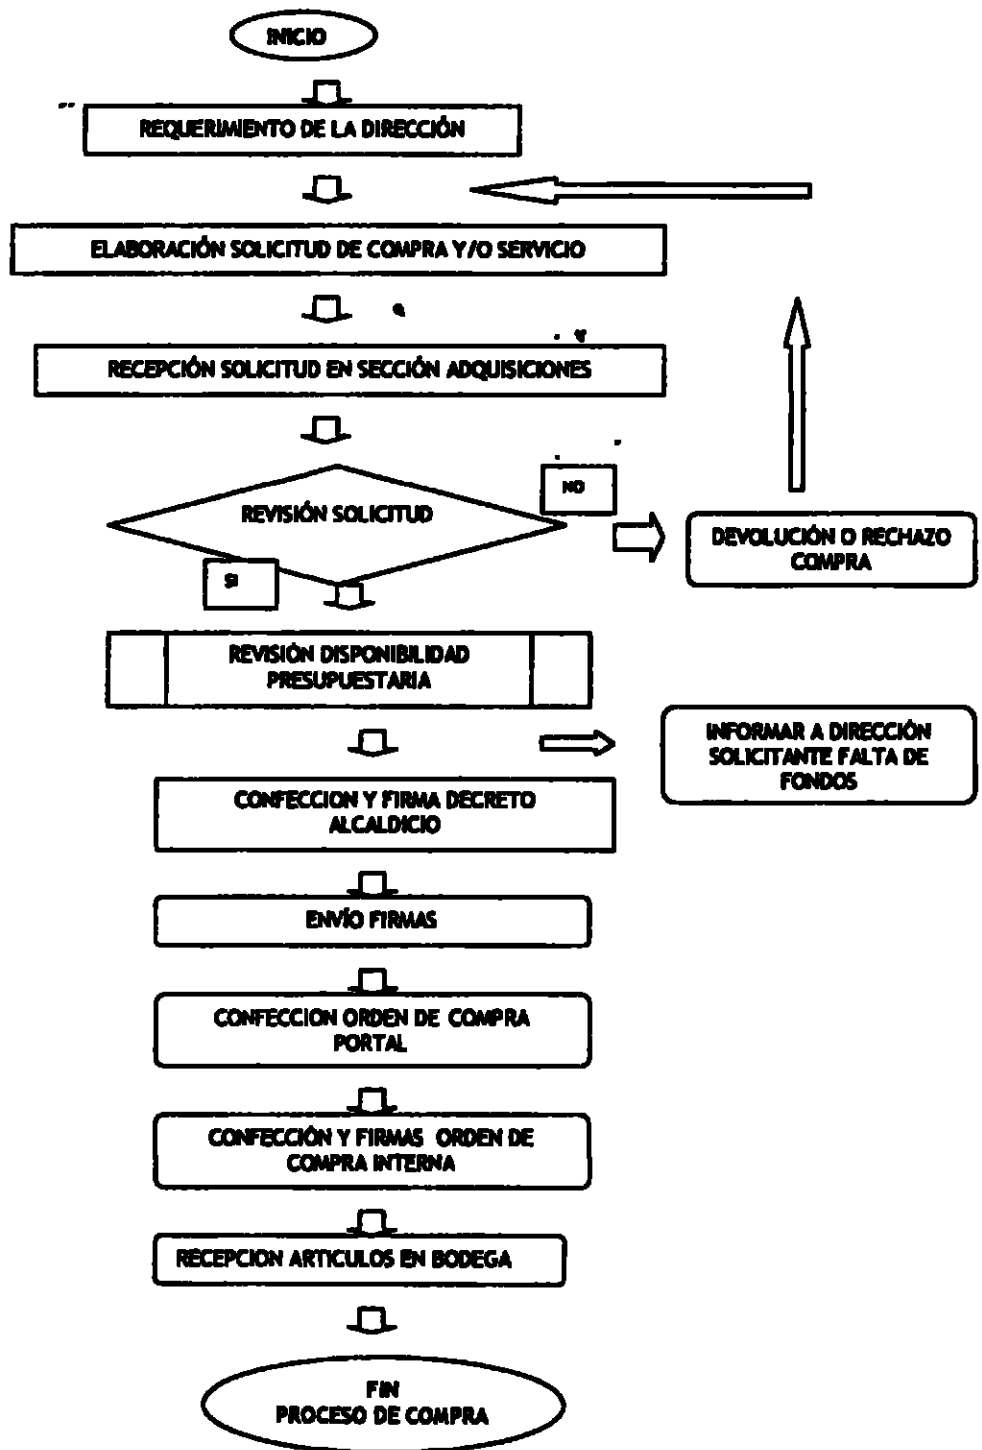 INICIO
REQUERIMIENTO DE LA DIRECCIÓN
ELABORACIÓN SOLICITUD DE COMPRA Y/O SERVICIO
RECEPCIÓN SOLICITUD EN SECCIÓN ADQUISICIONES
REVISIÓN SOLICITUD
NO
DEVOLUCIÓN O RECHAZO
COMPRA
SI
REVISIÓN DISPONIBILIDAD
PRESUPUESTARIA
INFORMAR A DIRECCIÓN
SOLICITANTE FALTA DE
FONDOS
CONFECCION Y FIRMA DECRETO
ALCALDICIO
ENVÍO FIRMAS
CONFECCION ORDEN DE COMPRA
PORTAL
CONFECCIÓN Y FIRMAS ORDEN DE
COMPRA INTERNA
RECEPCION ARTICULOS EN BODEGA
FIN
PROCESO DE COMPRA